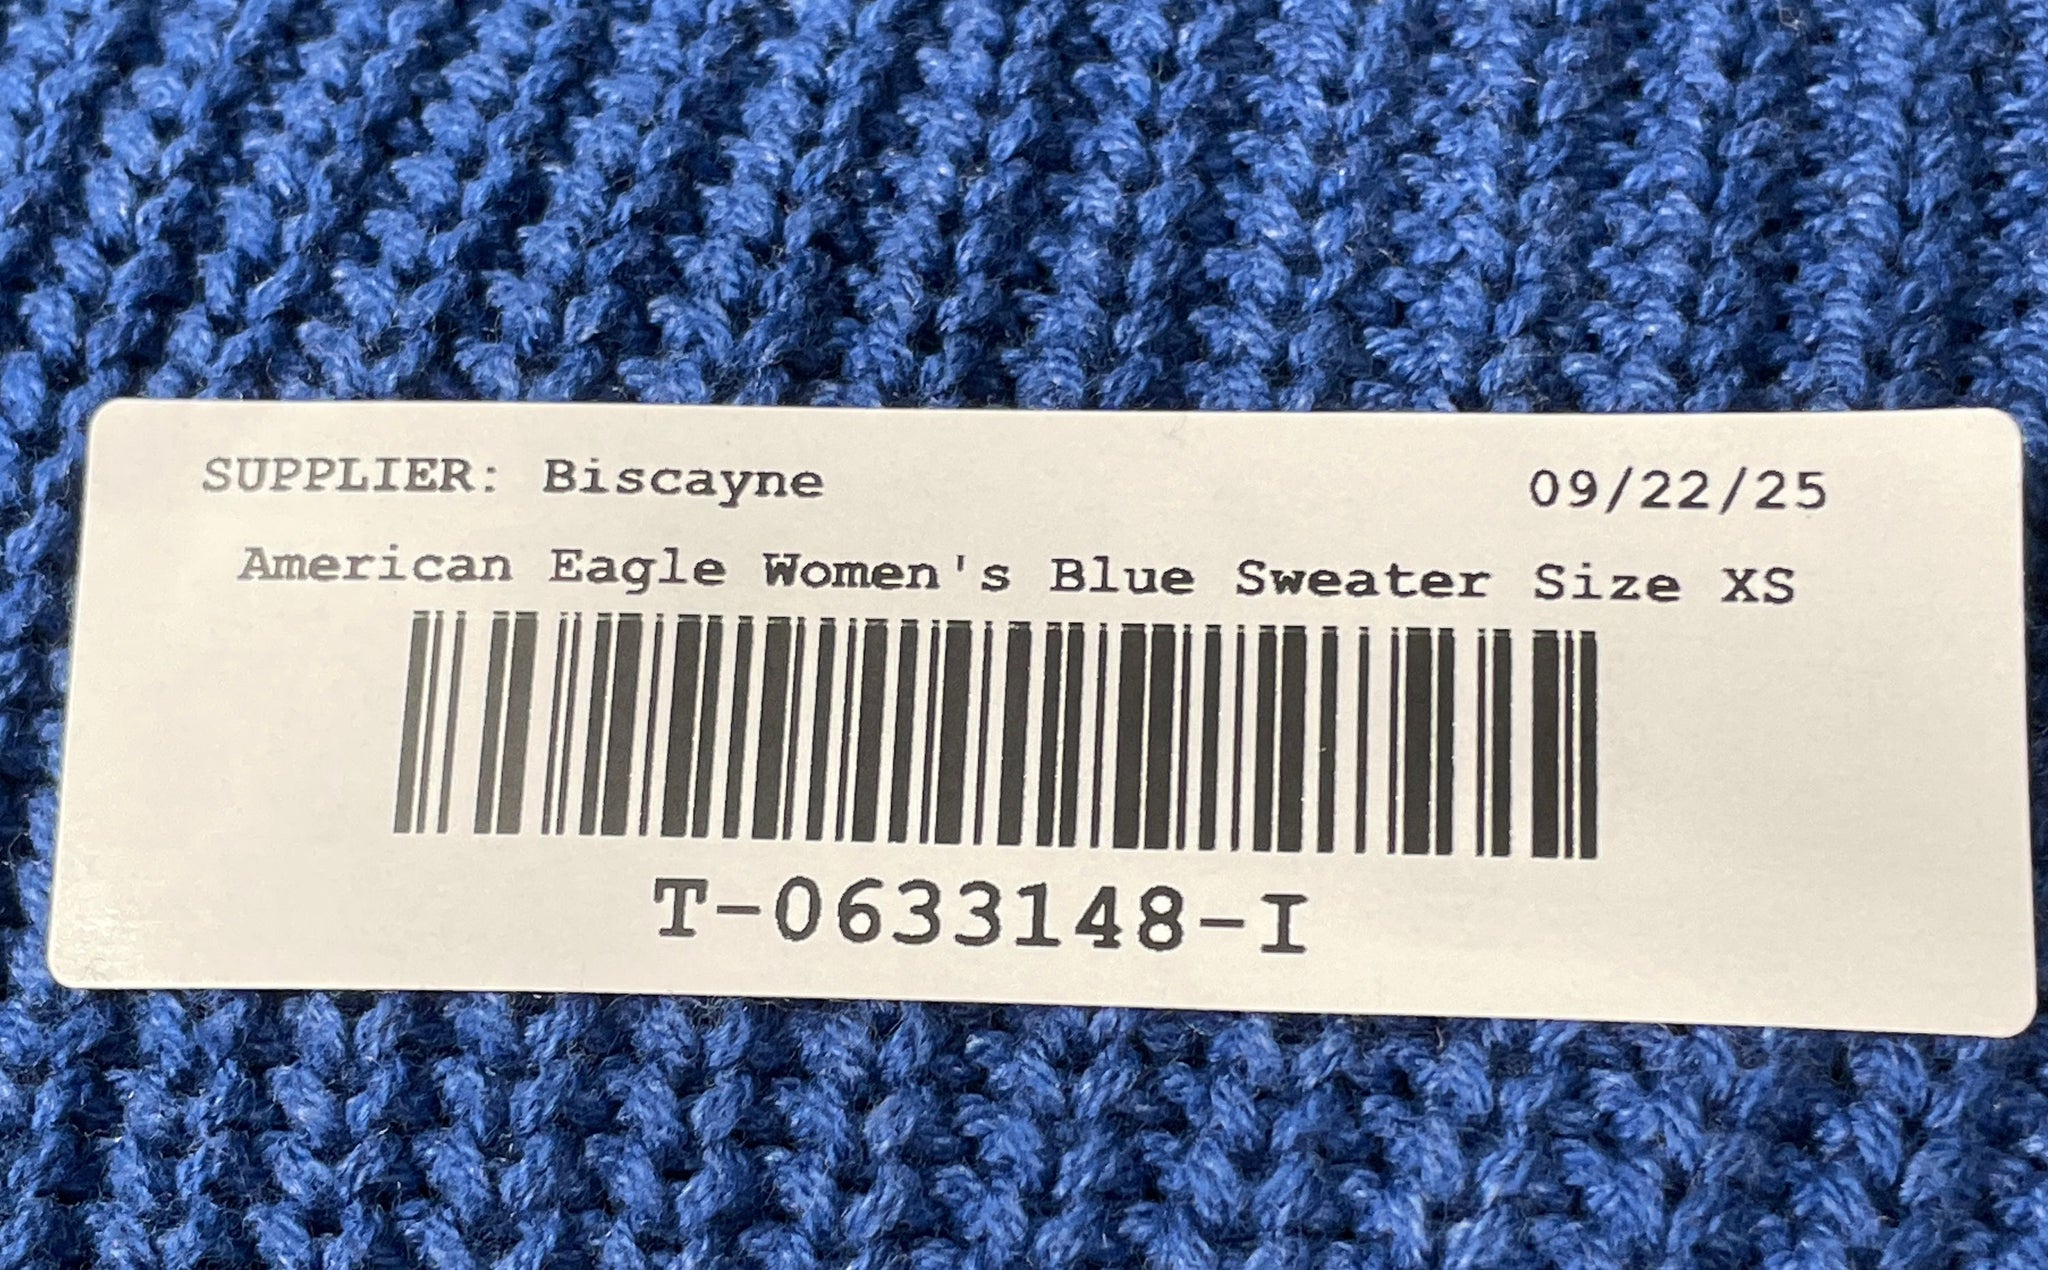 SUPPLIER: Biscayne 09/22/25
American Eagle Women's Blue Sweater Size XS
T-0633148-I